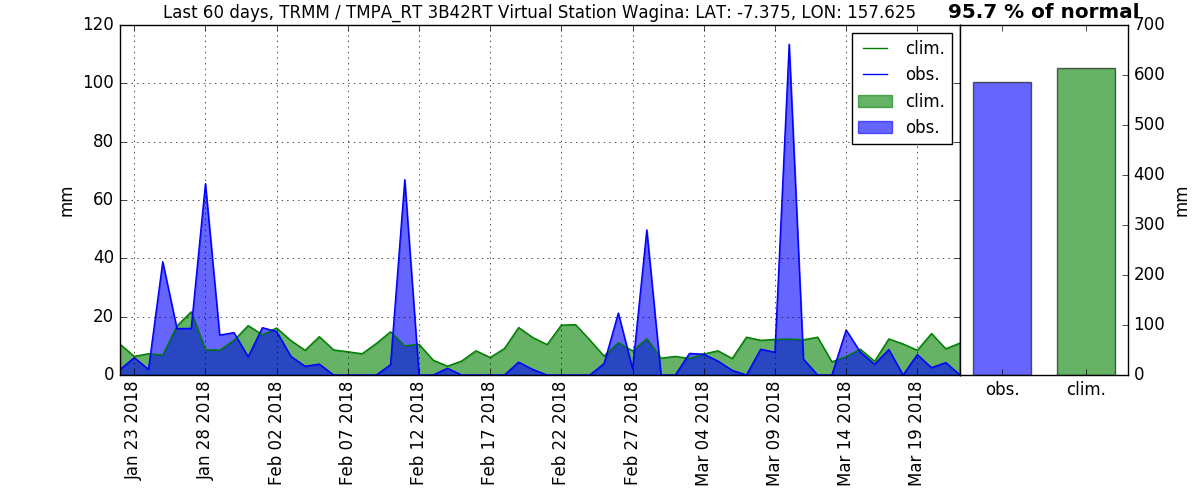 Last 60 days, TRMM / TMPA_RT 3B42RT Virtual Station Wagina: LAT: -7.375, LON: 157.625
95.7 % of normal
120
100
80
60
40
20
0
mm
clim.
obs.
clim.
obs.
700
600
500
400
300
200
100
0
mm
obs.
clim.
Jan 23 2018
Jan 28 2018
Feb 02 2018
Feb 07 2018
Feb 12 2018
Feb 17 2018
Feb 22 2018
Feb 27 2018
Mar 04 2018
Mar 09 2018
Mar 14 2018
Mar 19 2018